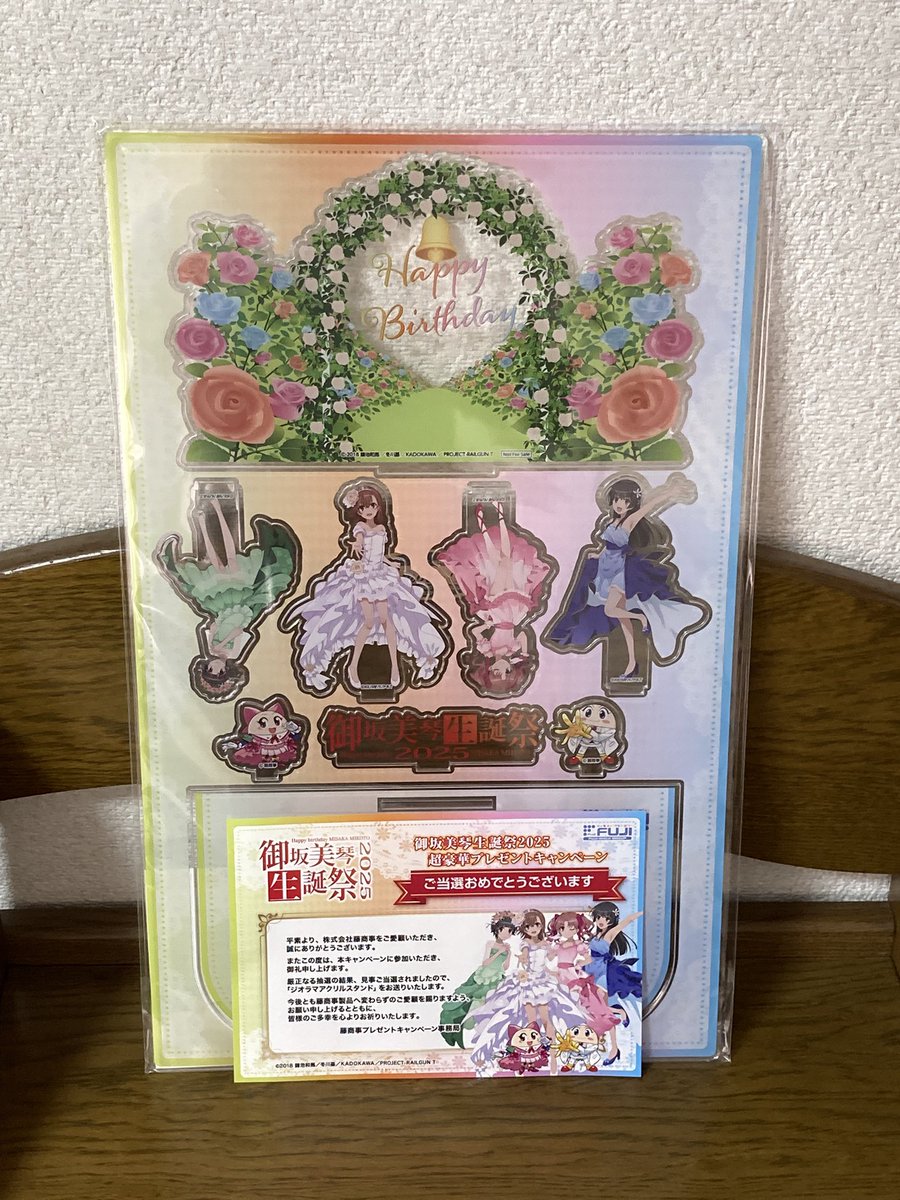 Happy
Birthday
©2018 鎌池和馬／冬川基／KADOKAWA／PROJECT-RAILGUN T
Not For Sale
御坂美琴生誕祭
2025
Happy birthday MISAKA MIKOTO
御坂美琴
生誕祭
2025
FUJI
御坂美琴生誕祭2025
超豪華プレゼントキャンペーン
ご当選おめでとうございます
平素より、株式会社藤商事をご愛顧いただき、
誠にありがとうございます。
またこの度は、本キャンペーンに参加いただき、
御礼申し上げます。
厳正なる抽選の結果、見事ご当選されましたので、
「ジオラマアクリルスタンド」をお送りいたします。
今後とも藤商事製品へ変わらずのご愛顧を賜りますよう、
お願い申し上げるとともに、
皆様のご多幸を心よりお祈りいたします。
藤商事プレゼントキャンペーン事務局
©2018 鎌池和馬／冬川基／KADOKAWA／PROJECT-RAILGUN T